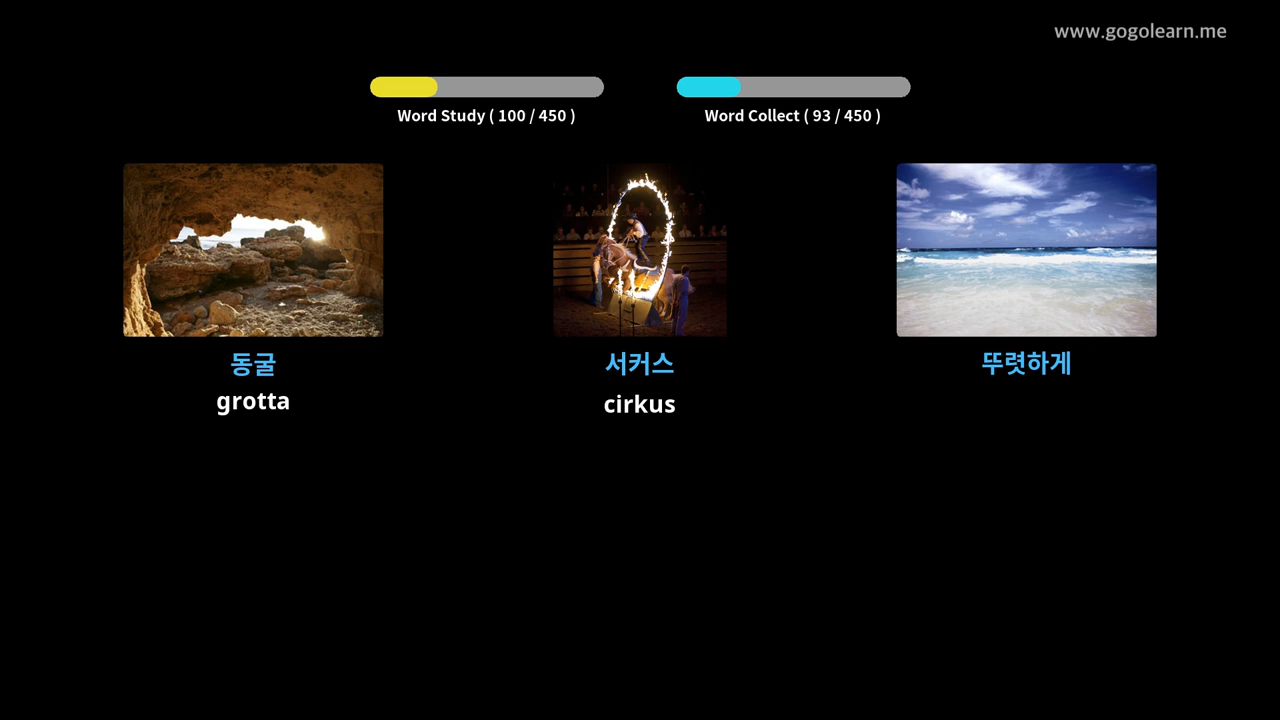 www.gogolearn.me
Word Study ( 100 / 450 )
Word Collect ( 93 / 450 )
동굴
grotta
서커스
cirkus
뚜렷하게